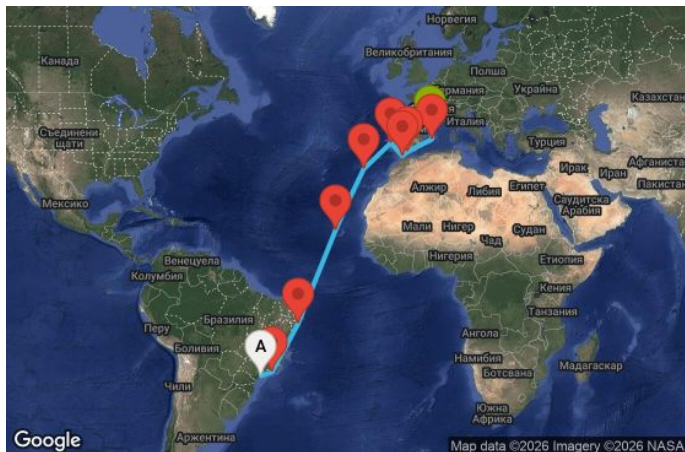 Норвегия
Канада
Великобритания
Полша
Германия
Украйна
Казахстан
Италия
Съединени
щати
Турция
Ирак
Иран
Афганистан
Пакистан
Алжир
Либия
Египет
Саудитска
Арабия
Мексико
Мали
Нигер
Чад
Судан
Нигерия
Етиопия
Венецуела
Колумбия
Кения
Танзания
Бразилия
Перу
Боливия
A
Ангола
Намибия
Ботсвана
Мадагаскар
Чили
Южна
Африка
Аржентина
Google
Map data ©2026 Imagery ©2026 NASA